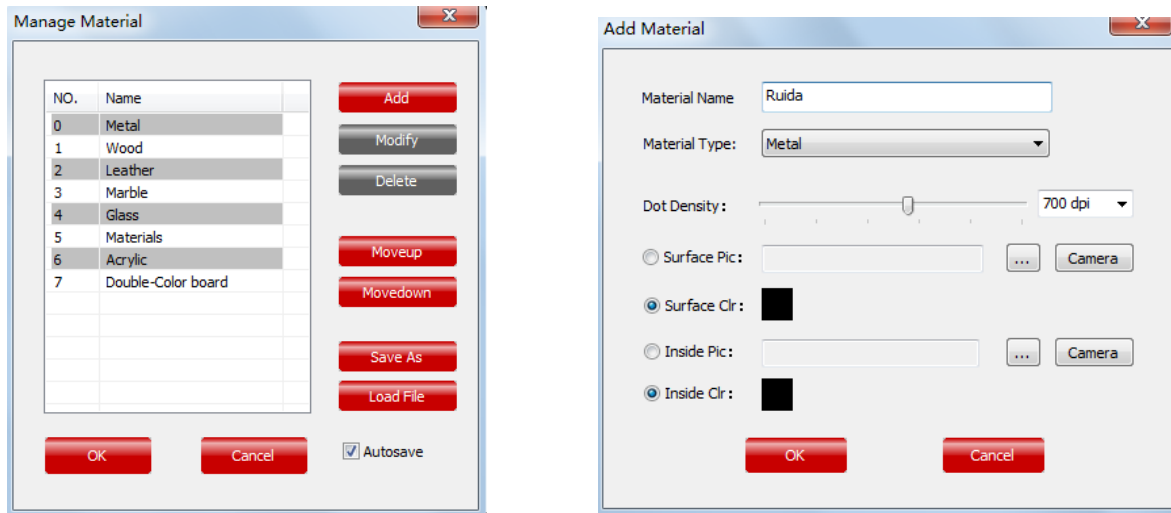 Manage Material
NO. Name
0 Metal
1 Wood
2 Leather
3 Marble
4 Glass
5 Materials
6 Acrylic
7 Double-Color board
Add
Modify
Delete
Moveup
Movedown
Save As
Load File
OK Cancel Autosave
Add Material
Material Name Ruida
Material Type: Metal
Dot Density: 700 dpi
Surface Pic: ... Camera
Surface Clr:
Inside Pic: ... Camera
Inside Clr:
OK Cancel